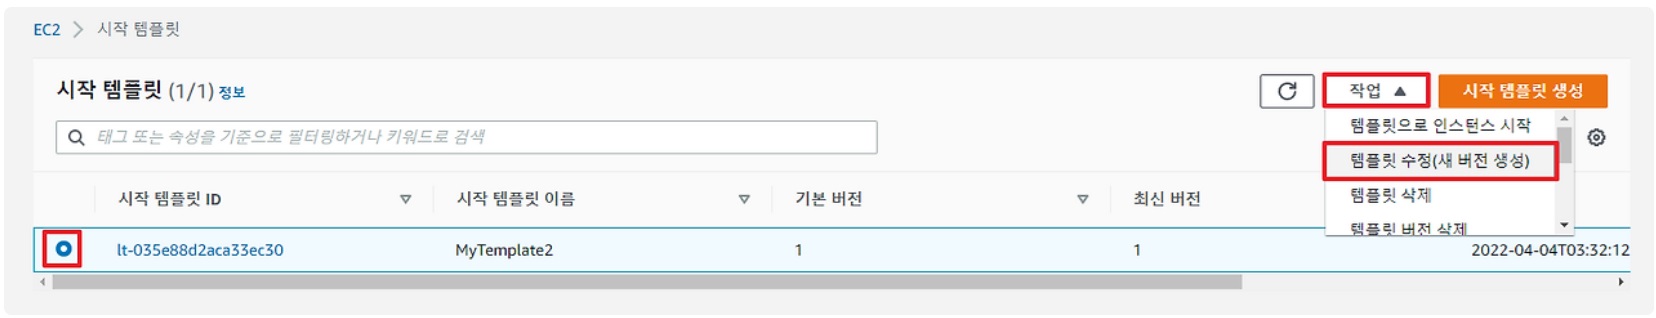 EC2 > 시작 템플릿
시작 템플릿 (1/1) 정보
작업 ▲
시작 템플릿 생성
태그 또는 속성을 기준으로 필터링하거나 키워드로 검색
템플릿으로 인스턴스 시작
템플릿 수정(새 버전 생성)
템플릿 삭제
템플릿 버전 삭제
시작 템플릿 ID 시작 템플릿 이름 기본 버전 최신 버전
lt-035e88d2aca33ec30 MyTemplate2 1 1 2022-04-04T03:32:12